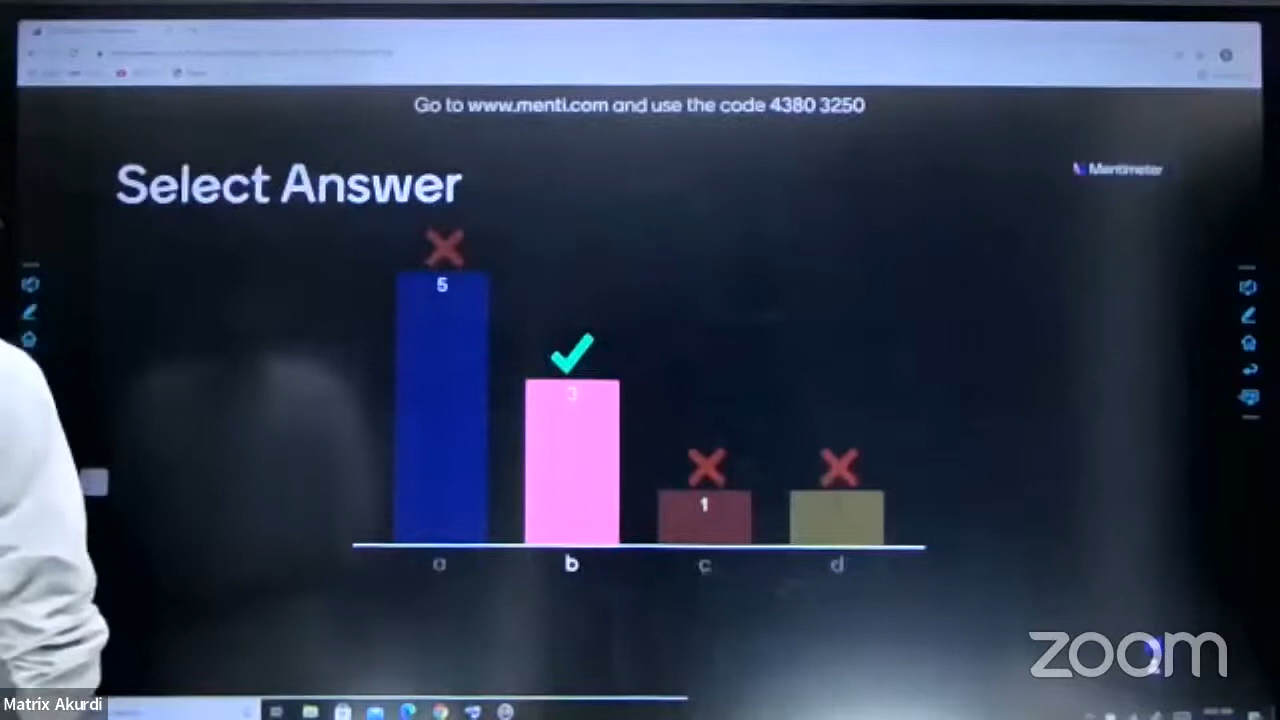 Go to www.menti.com and use the code 4380 3250
Select Answer
Mentimeter
5
3
1
a
b
c
d
zoom
Matrix Akurdi